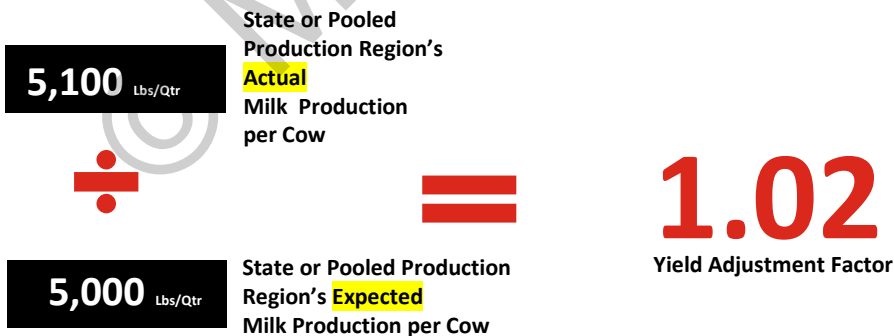 State or Pooled
Production Region's
5,100 Lbs/Qtr
Actual
Milk Production
per Cow
÷
=
1.02
Yield Adjustment Factor
5,000 Lbs/Qtr
State or Pooled Production
Region's Expected
Milk Production per Cow